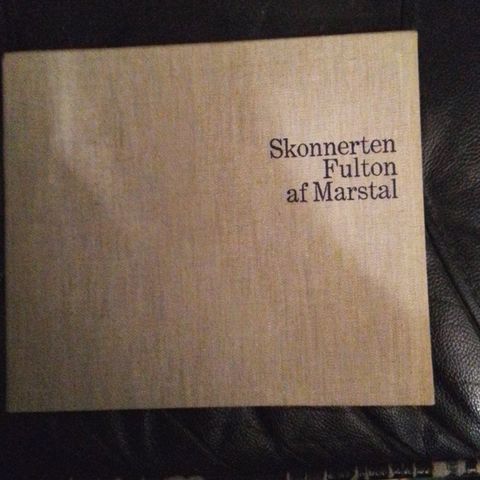 Skonnerten
Fulton
af Marstal